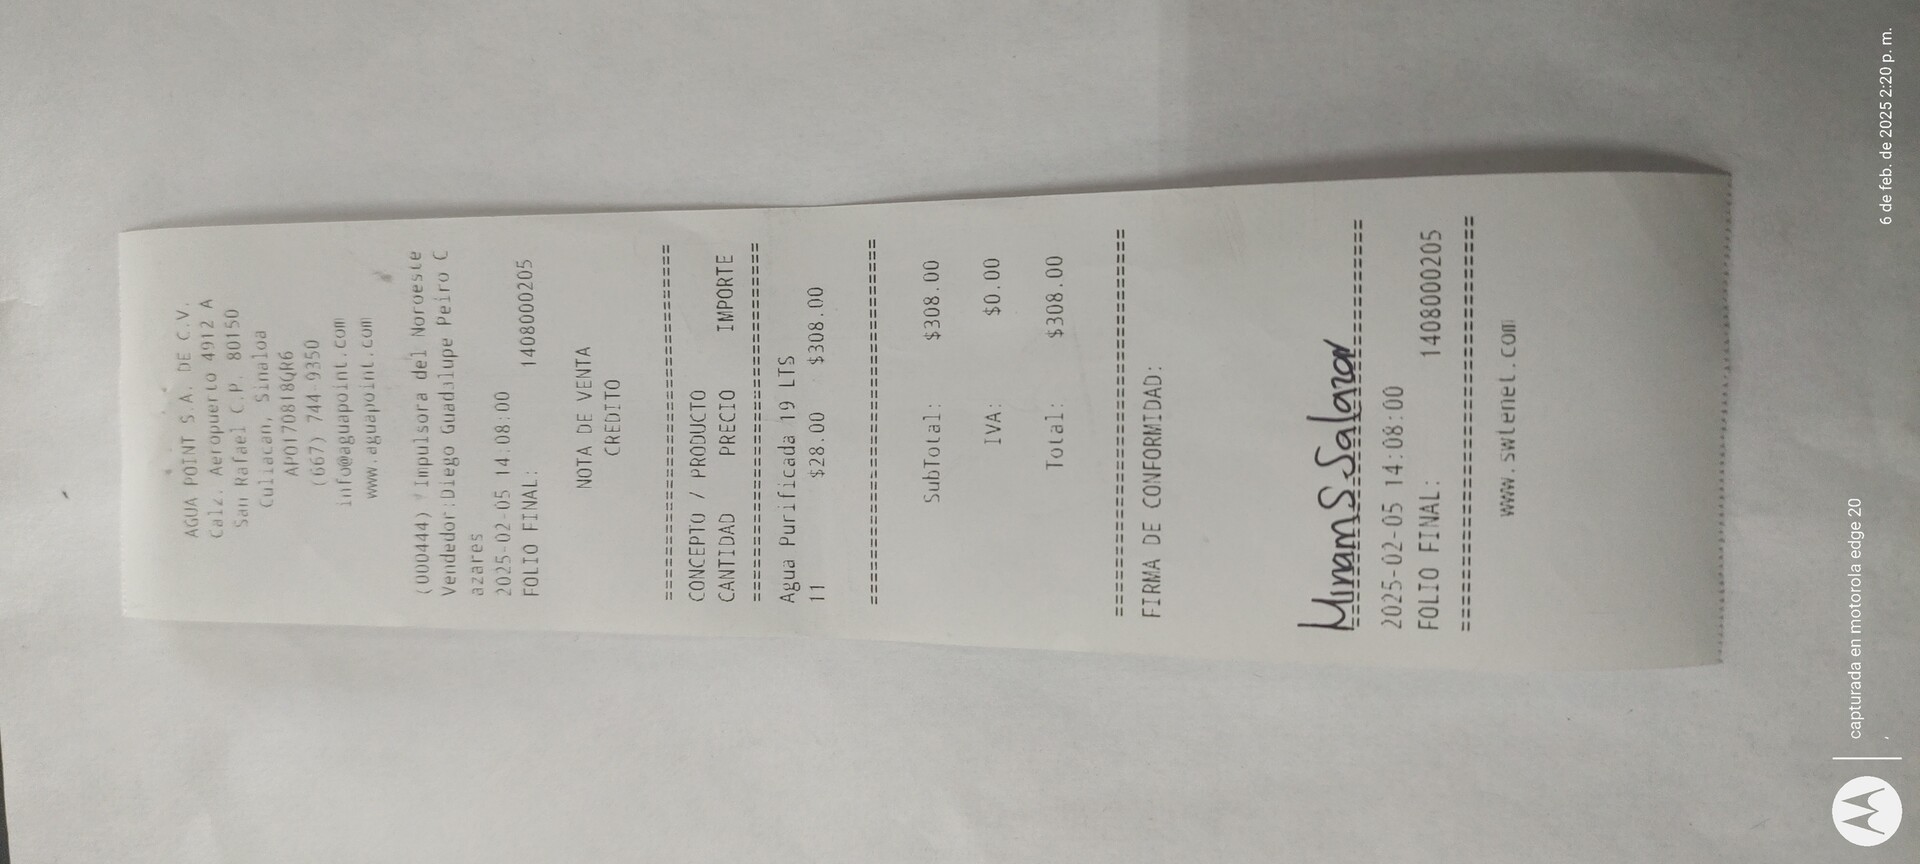 AGUA POINT S.A. DE C.V.
Calz. Aeropuerto 4912 A
San Rafael C.P. 80150
Culiacan, Sinaloa
APO170818QR6
(667) 744-9350
info@aguapoint.com
www.aguapoint.com
(000444) Impulsora del Noroeste
Vendedor:Diego Guadalupe Peiro C
azares
2025-02-05 14:08:00
FOLIO FINAL: 1408000205
NOTA DE VENTA
CREDITO
================================
CONCEPTO / PRODUCTO
CANTIDAD PRECIO IMPORTE
================================
Agua Purificada 19 LTS
11 $28.00 $308.00
================================
SubTotal: $308.00
IVA: $0.00
Total: $308.00
================================
FIRMA DE CONFORMIDAD:
Miriam S Salazar
================================
2025-02-05 14:08:00
FOLIO FINAL: 1408000205
================================
www.swtenet.com
capturada en motorola edge 20
,
6 de feb. de 2025 2:20 p. m.